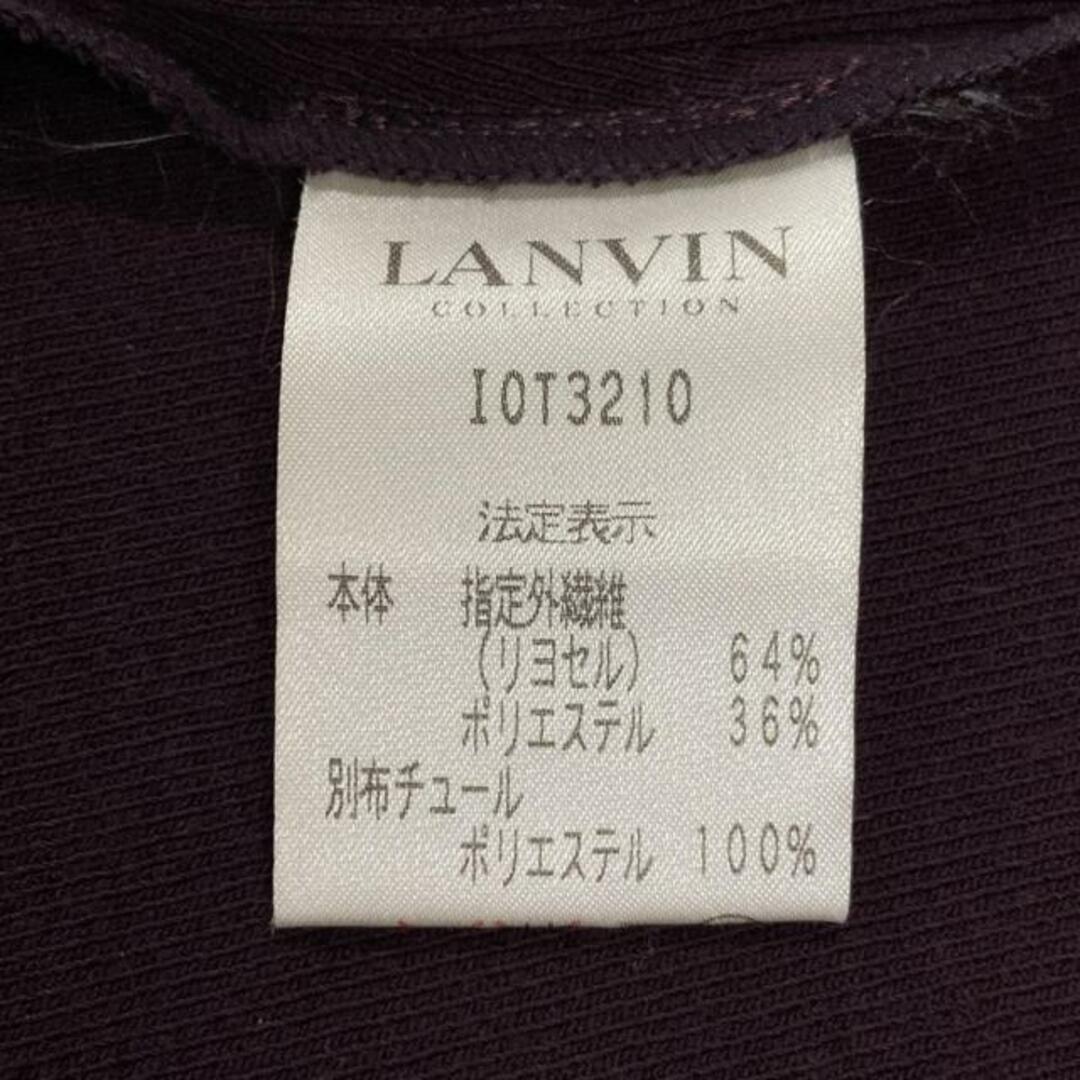 LANVIN
COLLECTION
I0T3210
法定表示
本体 指定外繊維
(リヨセル) 64%
ポリエステル 36%
別布チュール
ポリエステル 100%